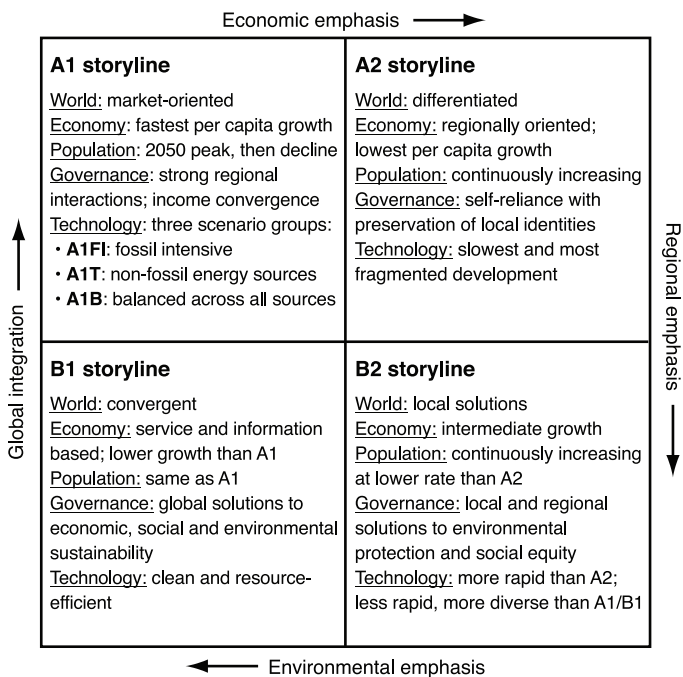 Economic emphasis
A1 storyline
World: market-oriented
Economy: fastest per capita growth
Population: 2050 peak, then decline
Governance: strong regional
interactions; income convergence
Technology: three scenario groups:
• A1FI: fossil intensive
• A1T: non-fossil energy sources
• A1B: balanced across all sources
A2 storyline
World: differentiated
Economy: regionally oriented;
lowest per capita growth
Population: continuously increasing
Governance: self-reliance with
preservation of local identities
Technology: slowest and most
fragmented development
Global integration
Regional emphasis
B1 storyline
World: convergent
Economy: service and information
based; lower growth than A1
Population: same as A1
Governance: global solutions to
economic, social and environmental
sustainability
Technology: clean and resource-
efficient
B2 storyline
World: local solutions
Economy: intermediate growth
Population: continuously increasing
at lower rate than A2
Governance: local and regional
solutions to environmental
protection and social equity
Technology: more rapid than A2;
less rapid, more diverse than A1/B1
Environmental emphasis